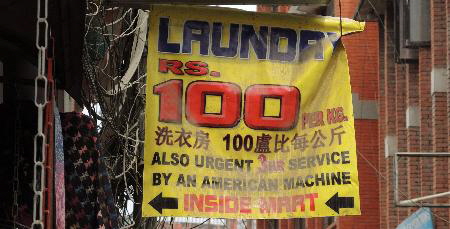 LAUNDRY
RS.
100 PER KG.
洗衣房 100盧比每公斤
ALSO URGENT 3HR SERVICE
BY AN AMERICAN MACHINE
INSIDE MART